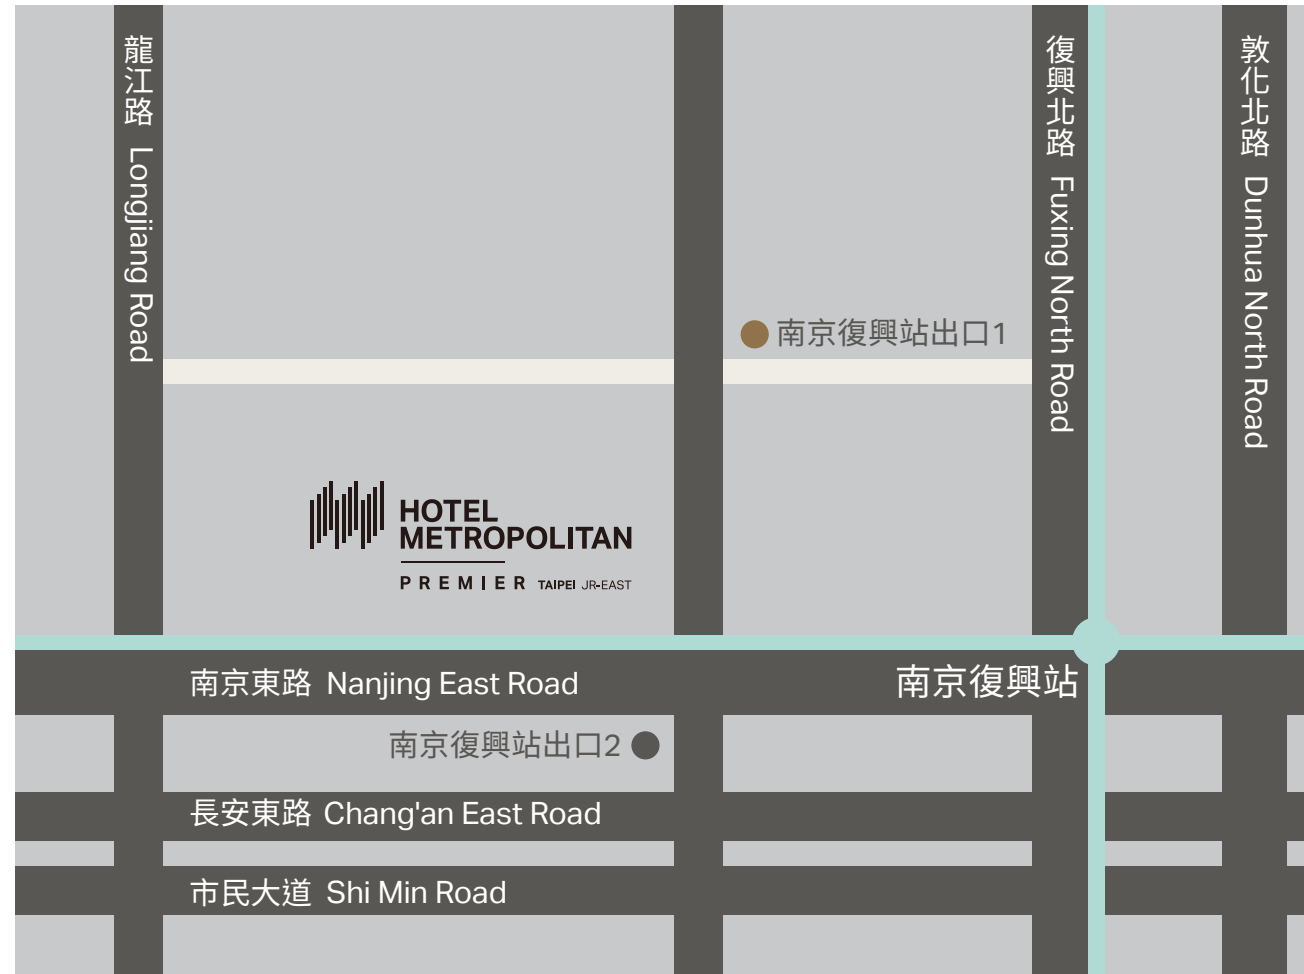 龍江路 Longjiang Road
復興北路 Fuxing North Road
敦化北路 Dunhua North Road
南京復興站出口1
HOTEL
METROPOLITAN
PREMIER TAIPEI JR-EAST
南京東路 Nanjing East Road
南京復興站
南京復興站出口2
長安東路 Chang'an East Road
市民大道 Shi Min Road